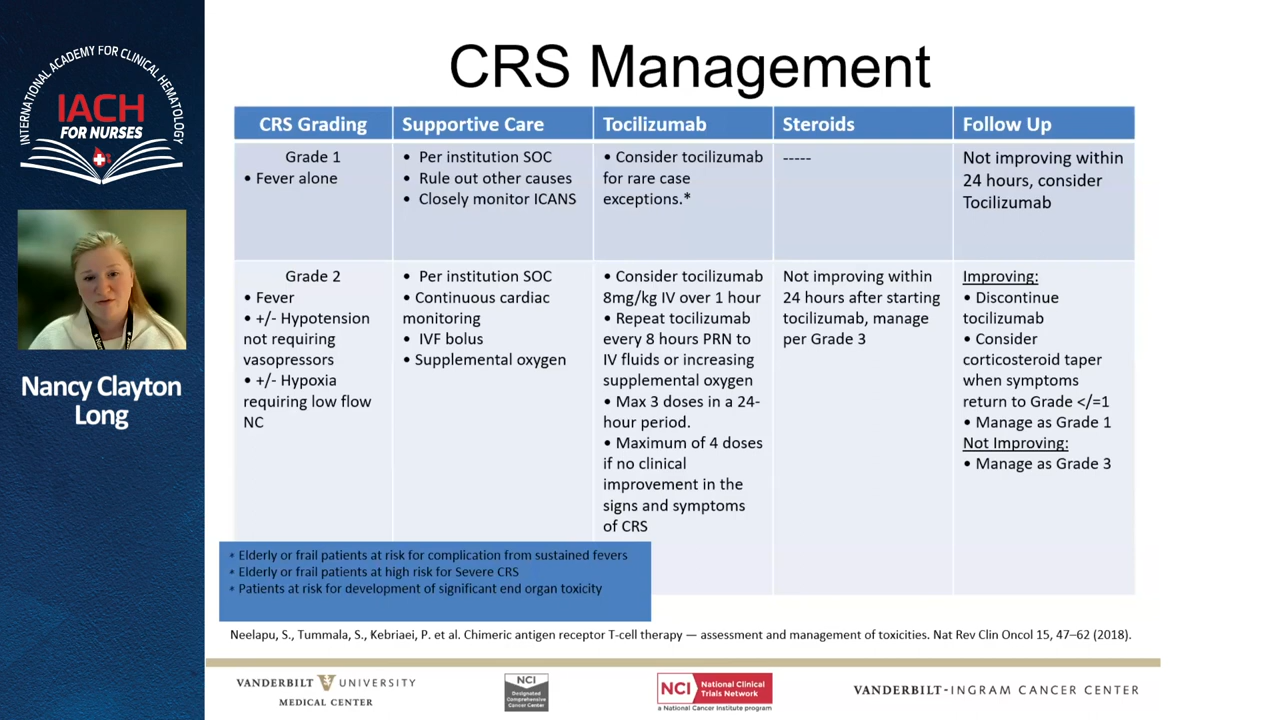 INTERNATIONAL ACADEMY FOR CLINICAL HEMATOLOGY
IACH
FOR NURSES
Nancy Clayton
Long
CRS Management
CRS Grading
Supportive Care
Tocilizumab
Steroids
Follow Up
Grade 1
• Fever alone
• Per institution SOC
• Rule out other causes
• Closely monitor ICANS
• Consider tocilizumab
for rare case
exceptions.*
-----
Not improving within
24 hours, consider
Tocilizumab
Grade 2
• Fever
• +/- Hypotension
not requiring
vasopressors
• +/- Hypoxia
requiring low flow
NC
• Per institution SOC
• Continuous cardiac
monitoring
• IVF bolus
• Supplemental oxygen
• Consider tocilizumab
8mg/kg IV over 1 hour
• Repeat tocilizumab
every 8 hours PRN to
IV fluids or increasing
supplemental oxygen
• Max 3 doses in a 24-
hour period.
• Maximum of 4 doses
if no clinical
improvement in the
signs and symptoms
of CRS
Not improving within
24 hours after starting
tocilizumab, manage
per Grade 3
Improving:
• Discontinue
tocilizumab
• Consider
corticosteroid taper
when symptoms
return to Grade </=1
• Manage as Grade 1
Not Improving:
• Manage as Grade 3
* Elderly or frail patients at risk for complication from sustained fevers
* Elderly or frail patients at high risk for Severe CRS
* Patients at risk for development of significant end organ toxicity
Neelapu, S., Tummala, S., Kebriaei, P. et al. Chimeric antigen receptor T-cell therapy — assessment and management of toxicities. Nat Rev Clin Oncol 15, 47–62 (2018).
VANDERBILT V UNIVERSITY
MEDICAL CENTER
NCI
Designated
Comprehensive
Cancer Center
NCI
National Clinical
Trials Network
a National Cancer Institute program
VANDERBILT-INGRAM CANCER CENTER